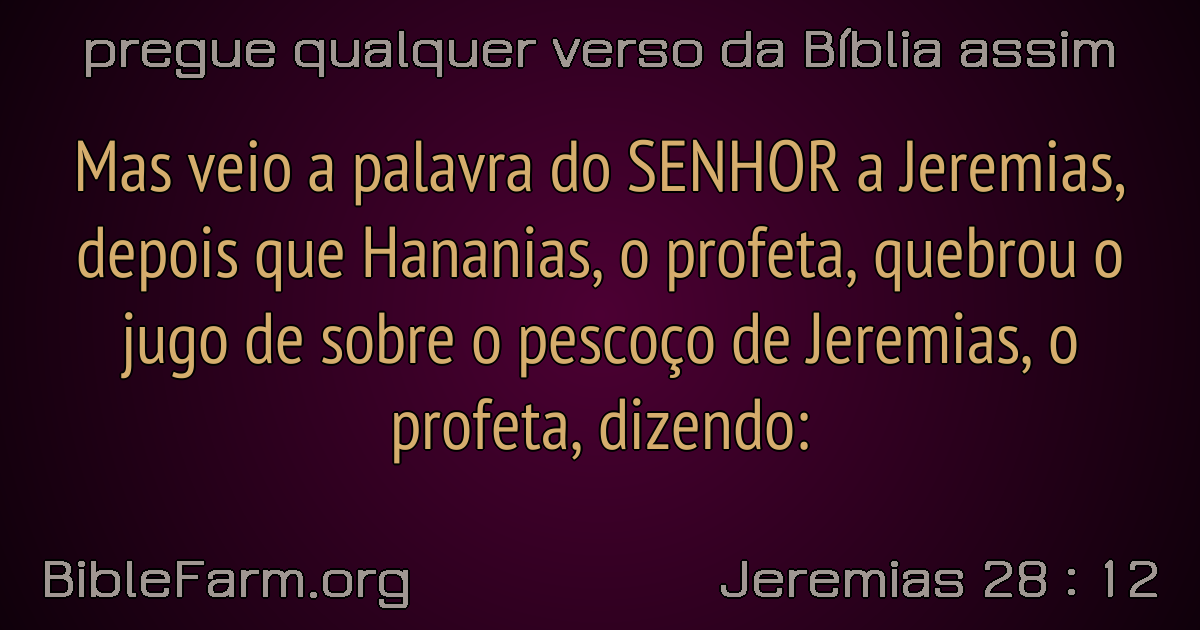 pregue qualquer verso da Bíblia assim
Mas veio a palavra do SENHOR a Jeremias,
depois que Hananias, o profeta, quebrou o
jugo de sobre o pescoço de Jeremias, o
profeta, dizendo:
BibleFarm.org
Jeremias 28 : 12